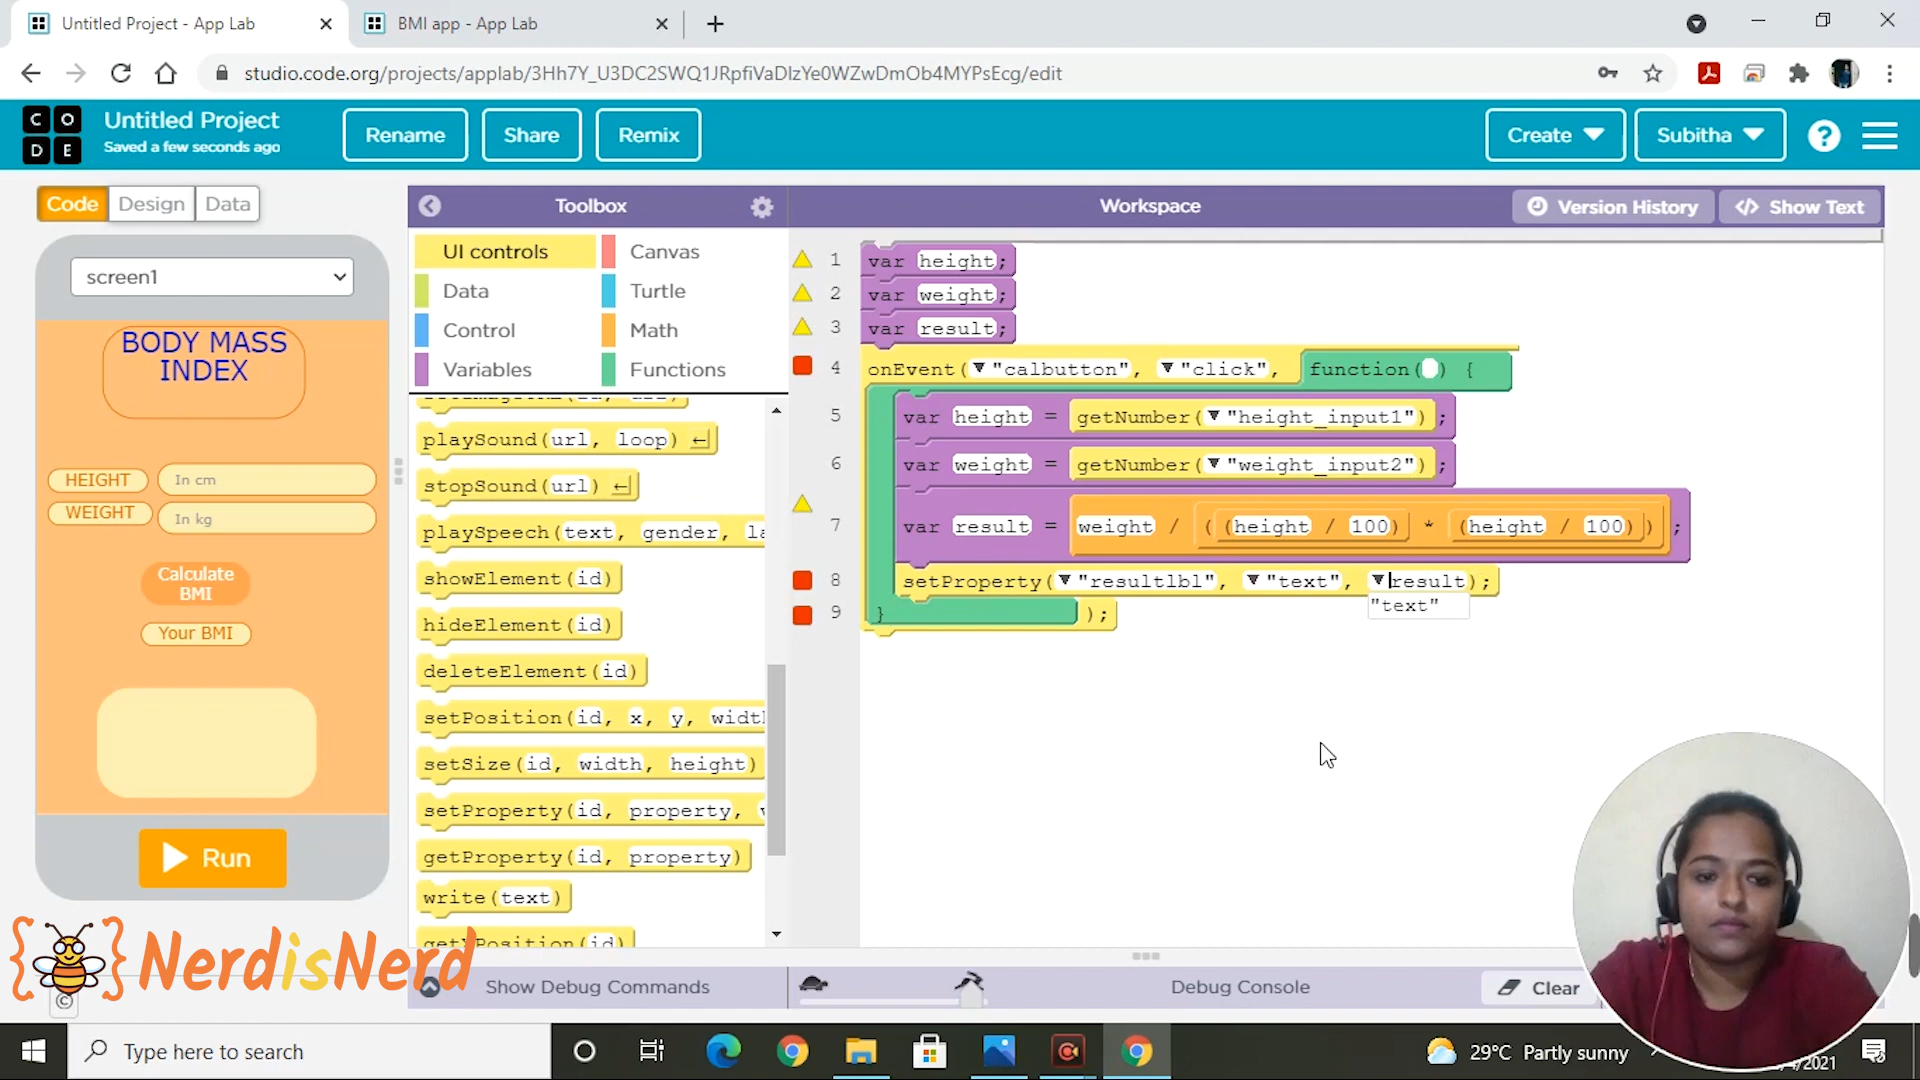 Untitled Project - App Lab
BMI app - App Lab
studio.code.org/projects/applab/3Hh7Y_U3DC2SWQ1JRpfiVaDlzYe0WZwDmOb4MYPsEcg/edit
CODE
Untitled Project
Saved a few seconds ago
Rename
Share
Remix
Create
Subitha
?
Code
Design
Data
Toolbox
Workspace
Version History
Show Text
screen1
BODY MASS
INDEX
HEIGHT
In cm
WEIGHT
In kg
Calculate
BMI
Your BMI
Run
UI controls
Canvas
Data
Turtle
Control
Math
Variables
Functions
playSound(url, loop)
stopSound(url)
playSpeech(text, gender, la
showElement(id)
hideElement(id)
deleteElement(id)
setPosition(id, x, y, widt
setSize(id, width, height)
setProperty(id, property,
getProperty(id, property)
write(text)
getYPosition(id)
1 var height;
2 var weight;
3 var result;
4 onEvent("calbutton", "click", function() {
5 var height = getNumber("height_input1");
6 var weight = getNumber("weight_input2");
7 var result = weight / ((height / 100) * (height / 100));
8 setProperty("resultlbl", "text", result);
"text"
9 });
Show Debug Commands
Debug Console
Clear
{ } NerdisNerd
©
Type here to search
29°C Partly sunny
/2021